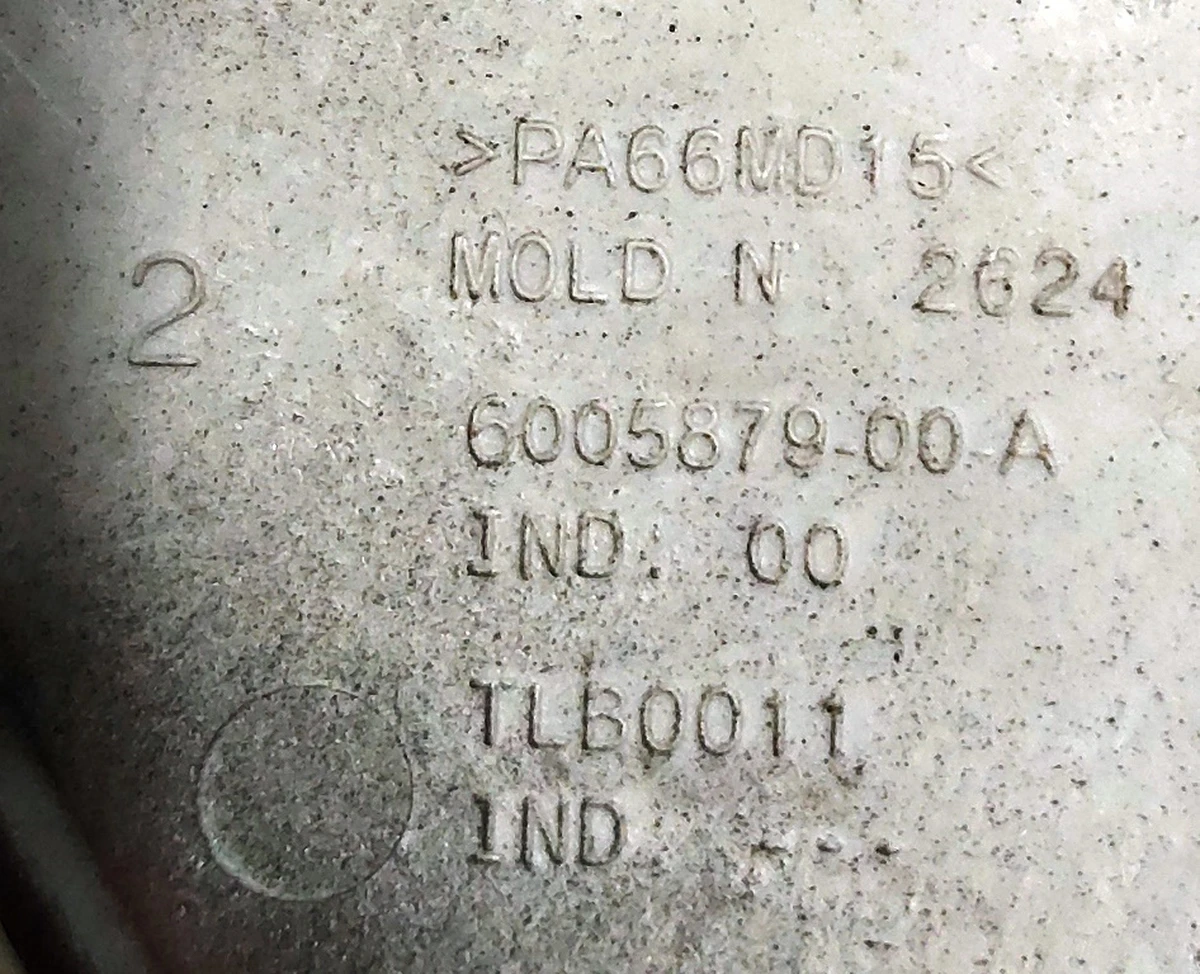 >PA66MD15<
MOLD N 2624
2
6005879-00-A
IND: 00
TLB0011
IND ---